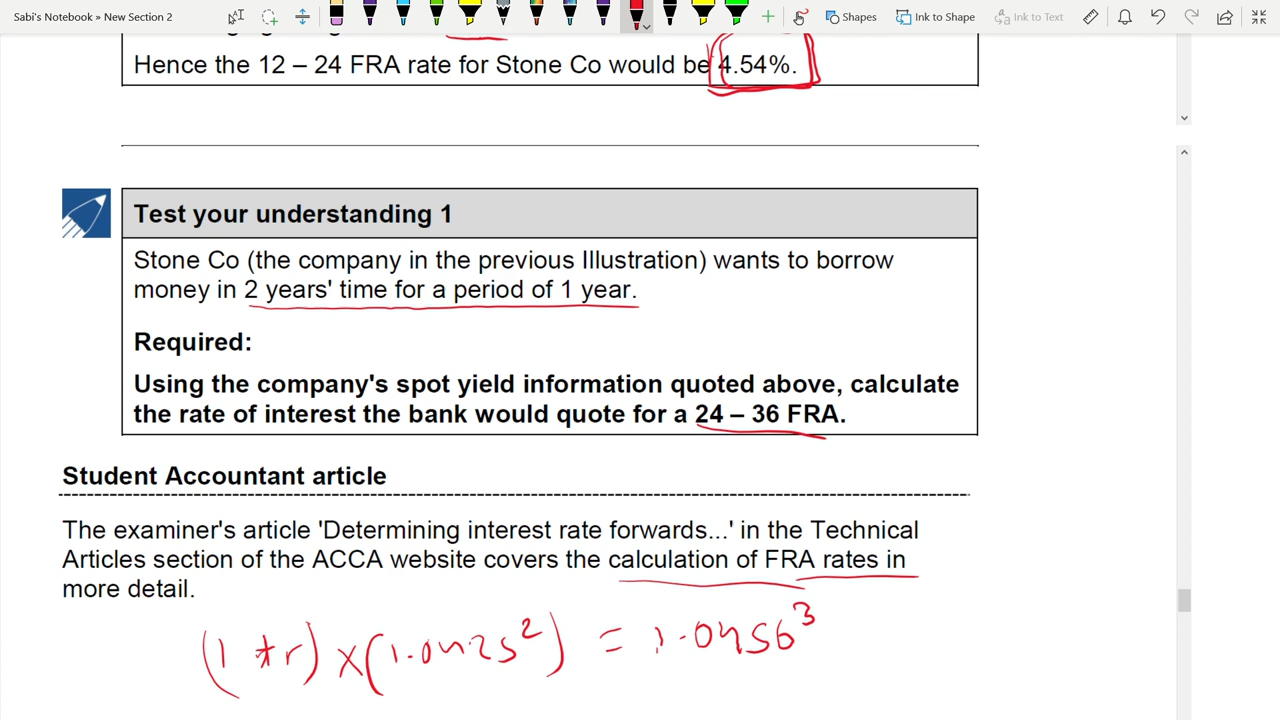 Sabi's Notebook » New Section 2
Shapes
Ink to Shape
Ink to Text
Hence the 12 – 24 FRA rate for Stone Co would be 4.54%.
Test your understanding 1
Stone Co (the company in the previous Illustration) wants to borrow
money in 2 years' time for a period of 1 year.
Required:
Using the company's spot yield information quoted above, calculate
the rate of interest the bank would quote for a 24 – 36 FRA.
Student Accountant article
The examiner's article 'Determining interest rate forwards...' in the Technical
Articles section of the ACCA website covers the calculation of FRA rates in
more detail.
(1 + r) × (1.0425²) = 1.0456³